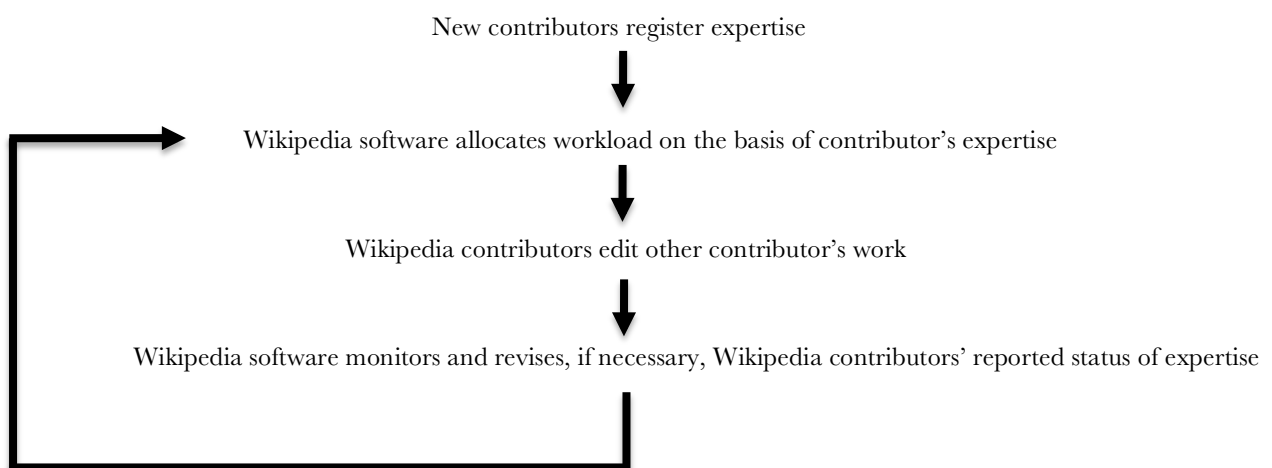 New contributors register expertise
Wikipedia software allocates workload on the basis of contributor’s expertise
Wikipedia contributors edit other contributor’s work
Wikipedia software monitors and revises, if necessary, Wikipedia contributors’ reported status of expertise